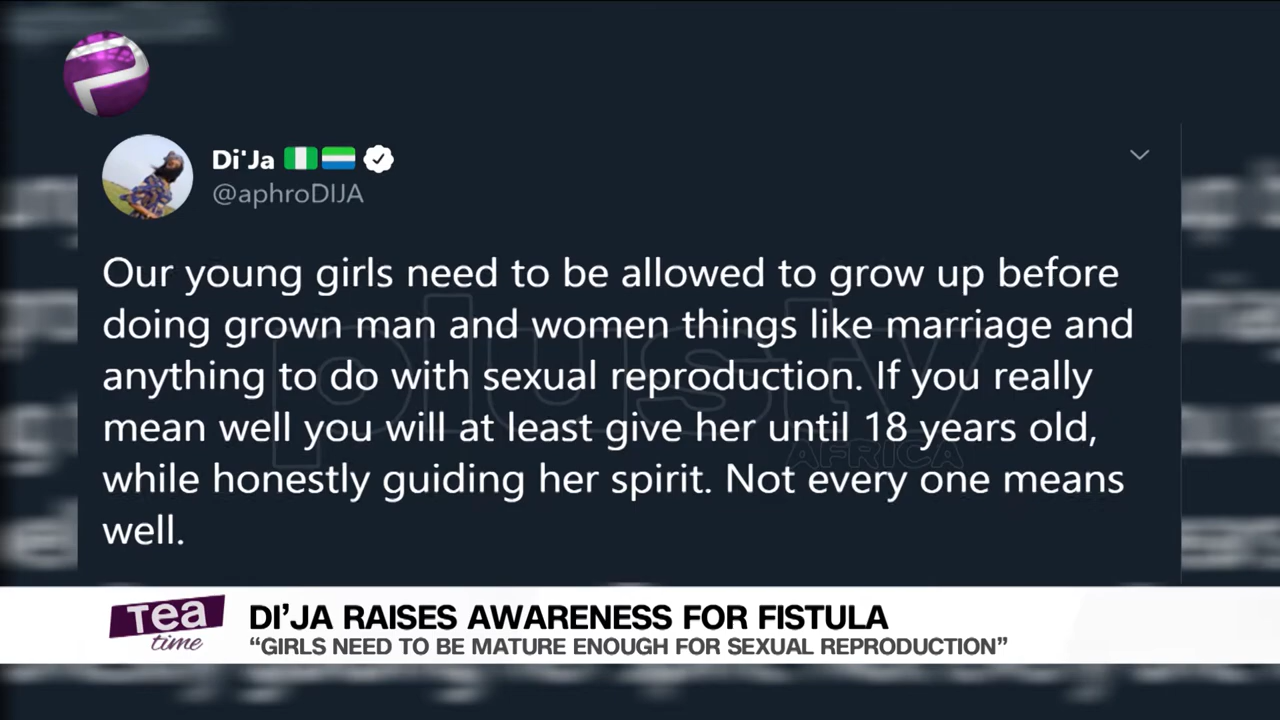 Di'Ja
@aphroDIJA
Our young girls need to be allowed to grow up before
doing grown man and women things like marriage and
anything to do with sexual reproduction. If you really
mean well you will at least give her until 18 years old,
while honestly guiding her spirit. Not every one means
well.
plustv
AFRICA
Tea
time
DI'JA RAISES AWARENESS FOR FISTULA
“GIRLS NEED TO BE MATURE ENOUGH FOR SEXUAL REPRODUCTION”